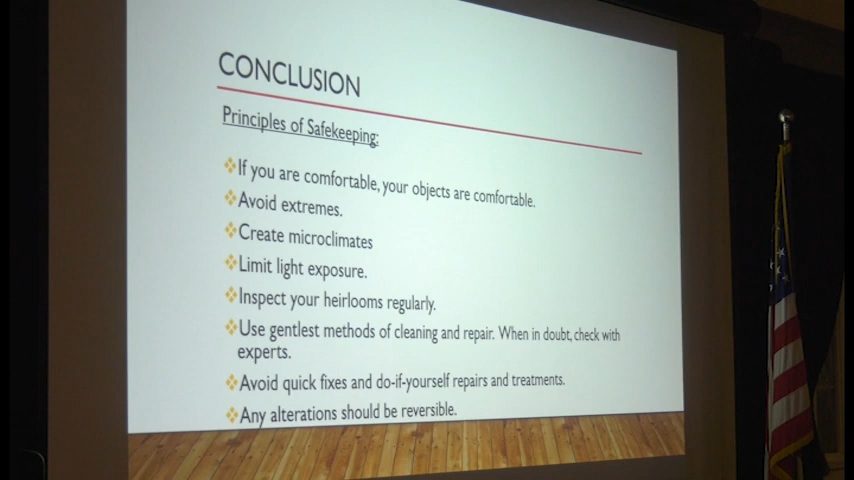 CONCLUSION
Principles of Safekeeping:
If you are comfortable, your objects are comfortable.
Avoid extremes.
Create microclimates
Limit light exposure.
Inspect your heirlooms regularly.
Use gentlest methods of cleaning and repair. When in doubt, check with
experts.
Avoid quick fixes and do-if-yourself repairs and treatments.
Any alterations should be reversible.